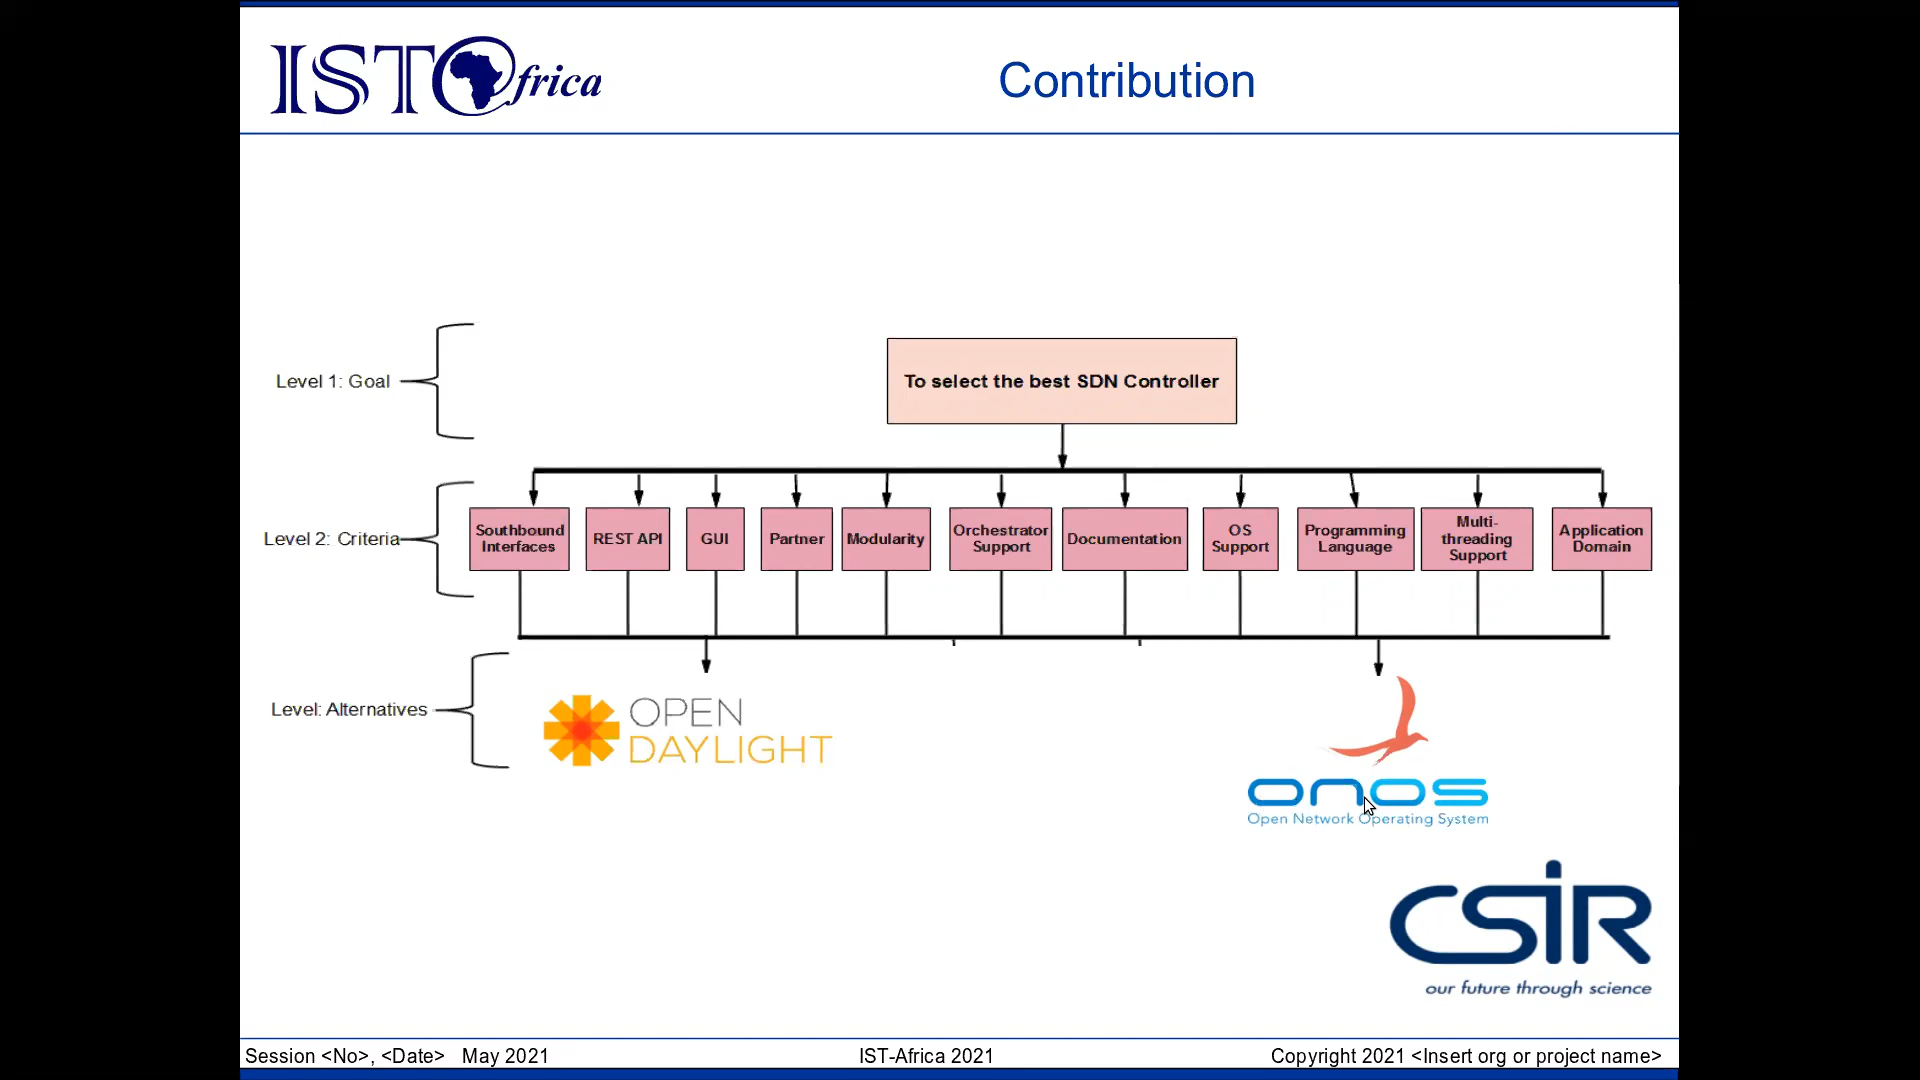 IST Africa
Contribution
Level 1: Goal
To select the best SDN Controller
Level 2: Criteria
Southbound
Interfaces
REST API
GUI
Partner
Modularity
Orchestrator
Support
Documentation
OS
Support
Programming
Language
Multi-
threading
Support
Application
Domain
Level: Alternatives
OPEN
DAYLIGHT
onos
Open Network Operating System
CSIR
our future through science
Session <No>, <Date> May 2021
IST-Africa 2021
Copyright 2021 <Insert org or project name>